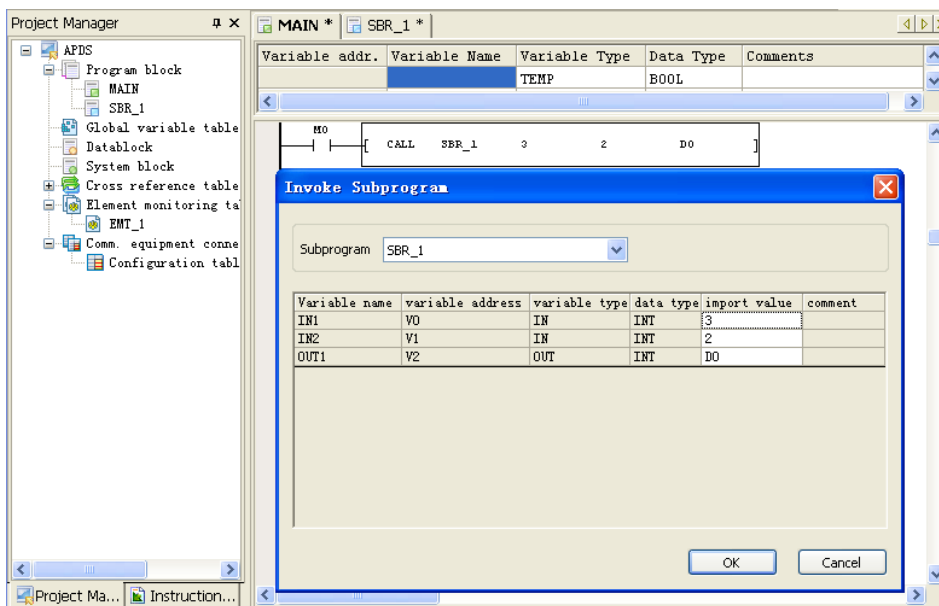 Project Manager
APDS
Program block
MAIN
SBR_1
Global variable table
Datablock
System block
Cross reference table
Element monitoring ta
EMT_1
Comm. equipment conne
Configuration tabl
Project Ma... Instruction...
MAIN * SBR_1 *
Variable addr. Variable Name Variable Type Data Type Comments
TEMP BOOL
M0
[ CALL SBR_1 3 2 D0 ]
Invoke Subprogram
Subprogram SBR_1
Variable name variable address variable type data type import value comment
IN1 V0 IN INT 3
IN2 V1 IN INT 2
OUT1 V2 OUT INT D0
OK Cancel